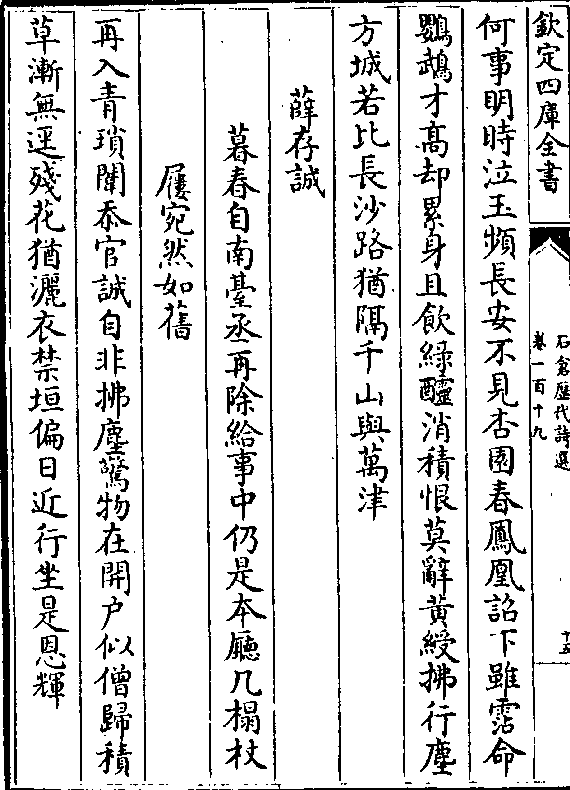 欽定四庫全書
石倉歷代詩選
卷一百十九
十五
何事明時泣玉頻長安不見杏園春鳳凰詔下雖霑命
鸚鵡才高却累身且飲綠醽消積恨莫辭黃綬拂行塵
方城若比長沙路猶隔千山與萬津
薛存誠
暮春自南臺丞再除給事中仍是本廳几榻杖
屨宛然如舊
再入青瑣闈忝官誠自非拂塵驚物在開户似僧歸積
草漸無逕殘花猶灑衣禁垣偏日近行坐是恩輝